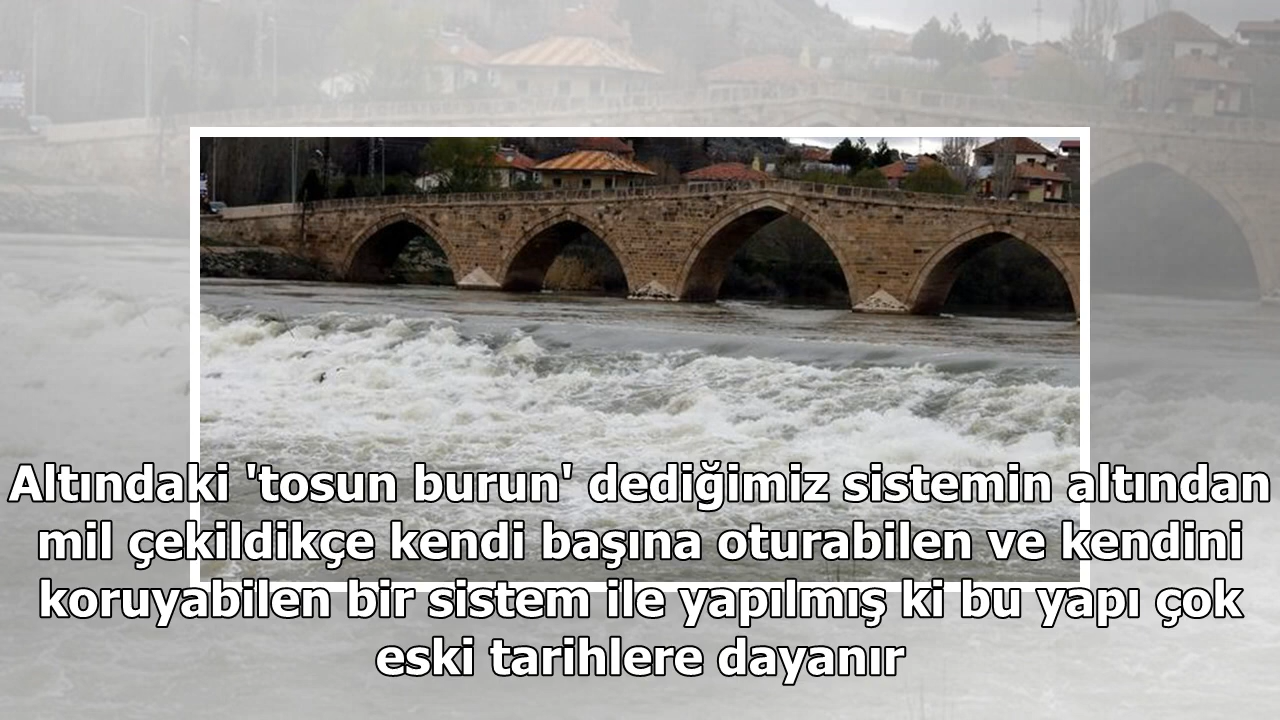 Altındaki 'tosun burun' dediğimiz sistemin altından
mil çekildikçe kendi başına oturabilen ve kendini
koruyabilen bir sistem ile yapılmış ki bu yapı çok
eski tarihlere dayanır